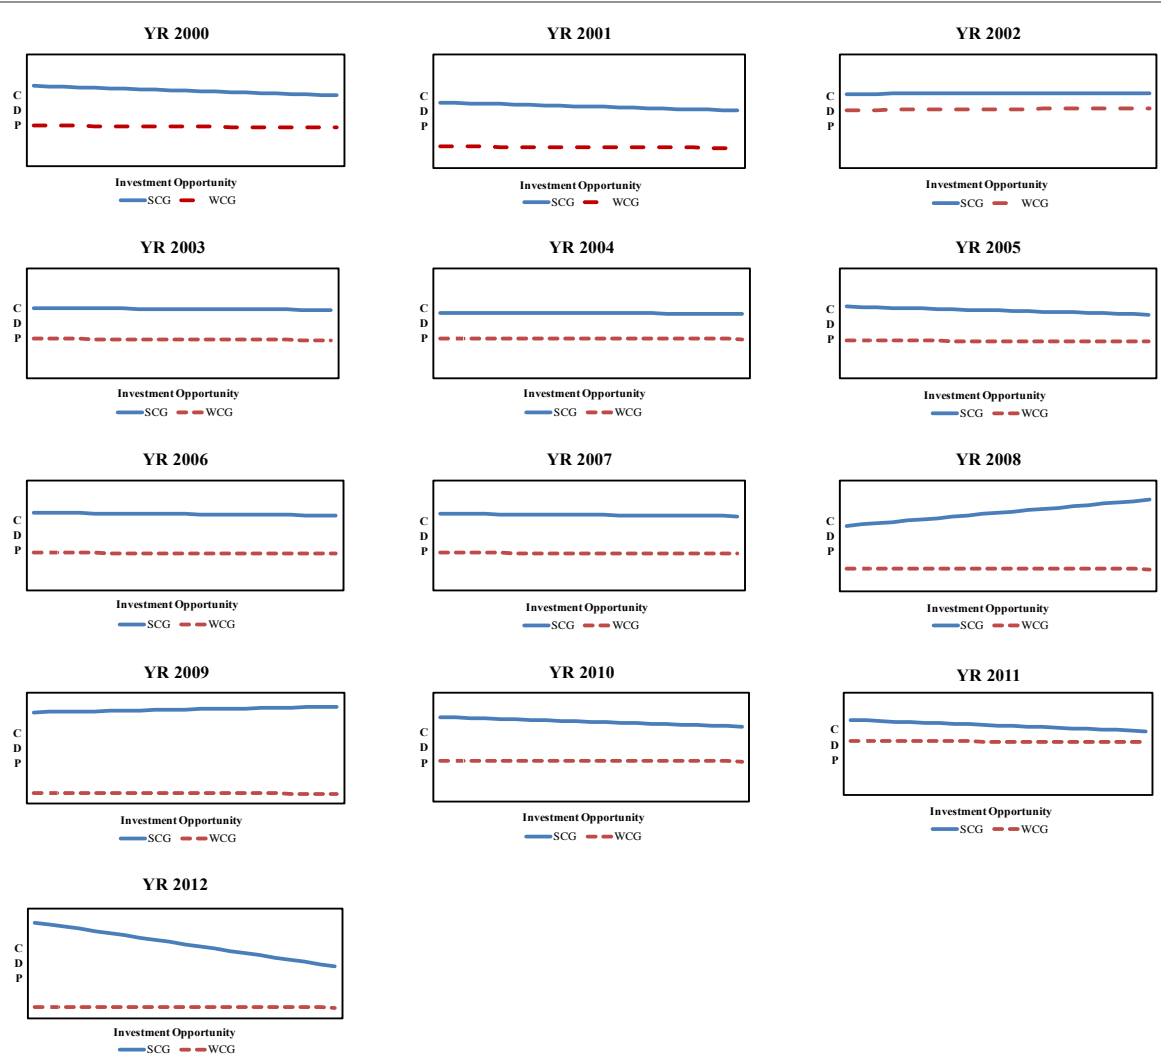 YR 2000
C
D
P
Investment Opportunity
SCG WCG
YR 2001
C
D
P
Investment Opportunity
SCG WCG
YR 2002
C
D
P
Investment Opportunity
SCG WCG
YR 2003
C
D
P
Investment Opportunity
SCG WCG
YR 2004
C
D
P
Investment Opportunity
SCG WCG
YR 2005
C
D
P
Investment Opportunity
SCG WCG
YR 2006
C
D
P
Investment Opportunity
SCG WCG
YR 2007
C
D
P
Investment Opportunity
SCG WCG
YR 2008
C
D
P
Investment Opportunity
SCG WCG
YR 2009
C
D
P
Investment Opportunity
SCG WCG
YR 2010
C
D
P
Investment Opportunity
SCG WCG
YR 2011
C
D
P
Investment Opportunity
SCG WCG
YR 2012
C
D
P
Investment Opportunity
SCG WCG